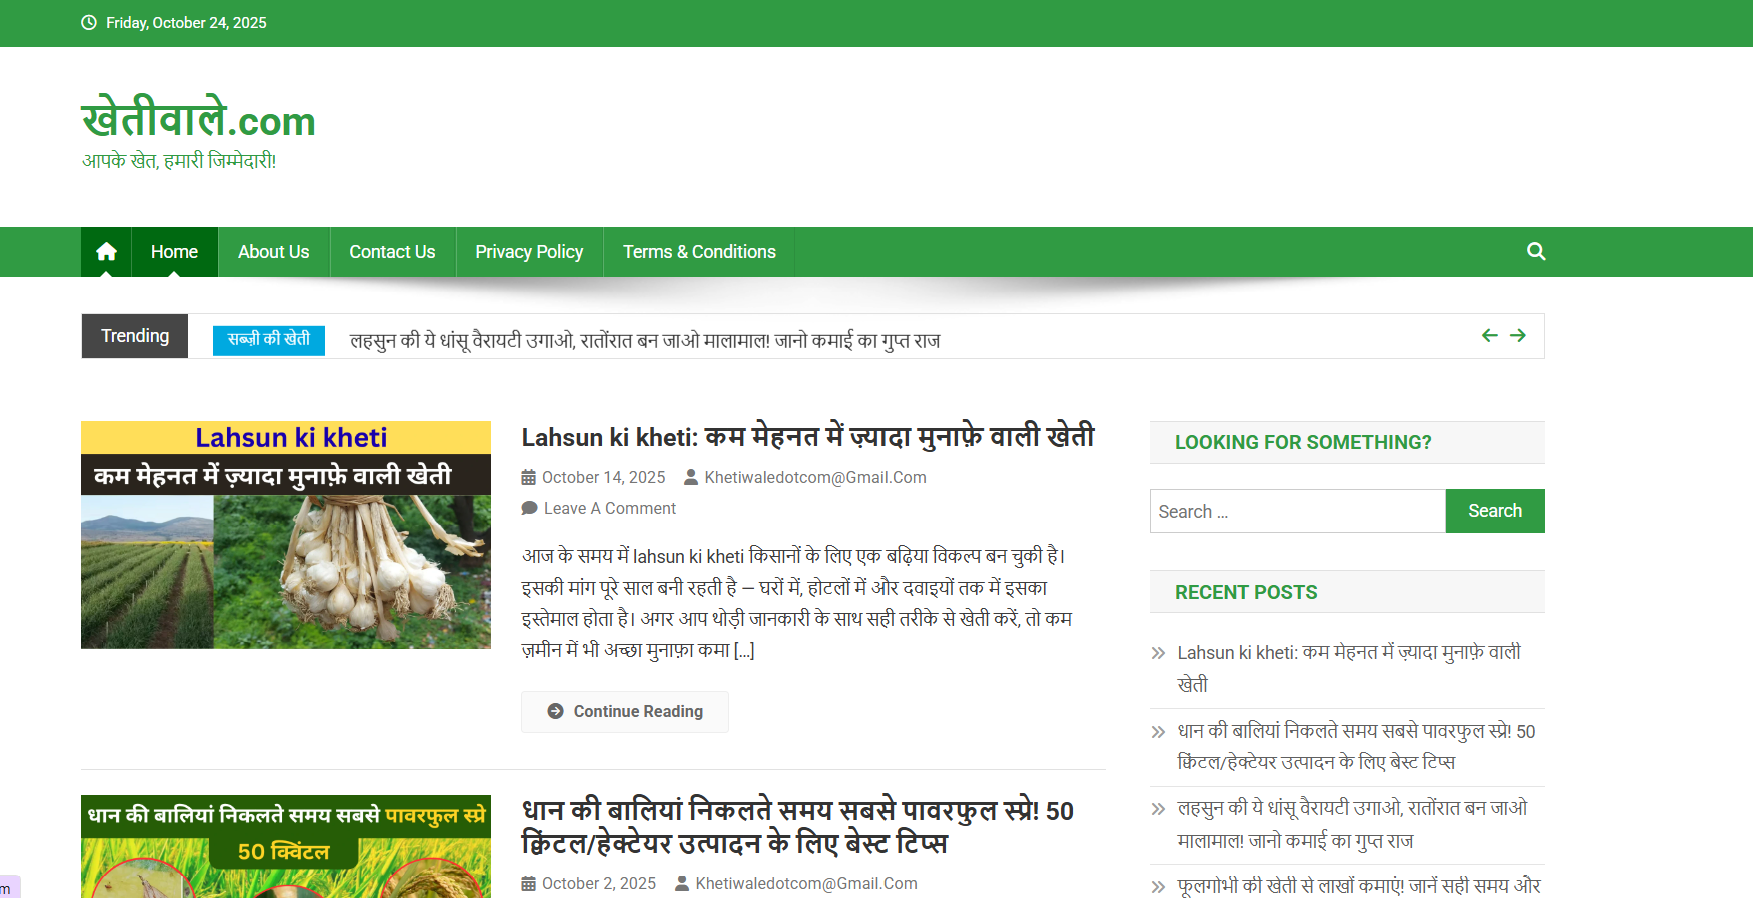 Friday, October 24, 2025
खेतीवाले.com
आपके खेत, हमारी जिम्मेदारी!
Home
About Us
Contact Us
Privacy Policy
Terms & Conditions
Trending
सब्ज़ी की खेती
लहसुन की ये धांसू वैरायटी उगाओ, रातोंरात बन जाओ मालामाल! जानो कमाई का गुप्त राज
Lahsun ki kheti
कम मेहनत में ज़्यादा मुनाफ़े वाली खेती
Lahsun ki kheti: कम मेहनत में ज़्यादा मुनाफ़े वाली खेती
October 14, 2025
Khetiwaledotcom@Gmail.Com
Leave A Comment
आज के समय में lahsun ki kheti किसानों के लिए एक बढ़िया विकल्प बन चुकी है।
इसकी मांग पूरे साल बनी रहती है — घरों में, होटलों में और दवाइयों तक में इसका
इस्तेमाल होता है। अगर आप थोड़ी जानकारी के साथ सही तरीके से खेती करें, तो कम
ज़मीन में भी अच्छा मुनाफ़ा कमा [...]
Continue Reading
धान की बालियां निकलते समय सबसे पावरफुल स्प्रे
50 क्विंटल
धान की बालियां निकलते समय सबसे पावरफुल स्प्रे! 50
क्विंटल/हेक्टेयर उत्पादन के लिए बेस्ट टिप्स
October 2, 2025
Khetiwaledotcom@Gmail.Com
LOOKING FOR SOMETHING?
Search ...
Search
RECENT POSTS
Lahsun ki kheti: कम मेहनत में ज़्यादा मुनाफ़े वाली
खेती
धान की बालियां निकलते समय सबसे पावरफुल स्प्रे! 50
क्विंटल/हेक्टेयर उत्पादन के लिए बेस्ट टिप्स
लहसुन की ये धांसू वैरायटी उगाओ, रातोंरात बन जाओ
मालामाल! जानो कमाई का गुप्त राज
फूलगोभी की खेती से लाखों कमाएं! जानें सही समय और